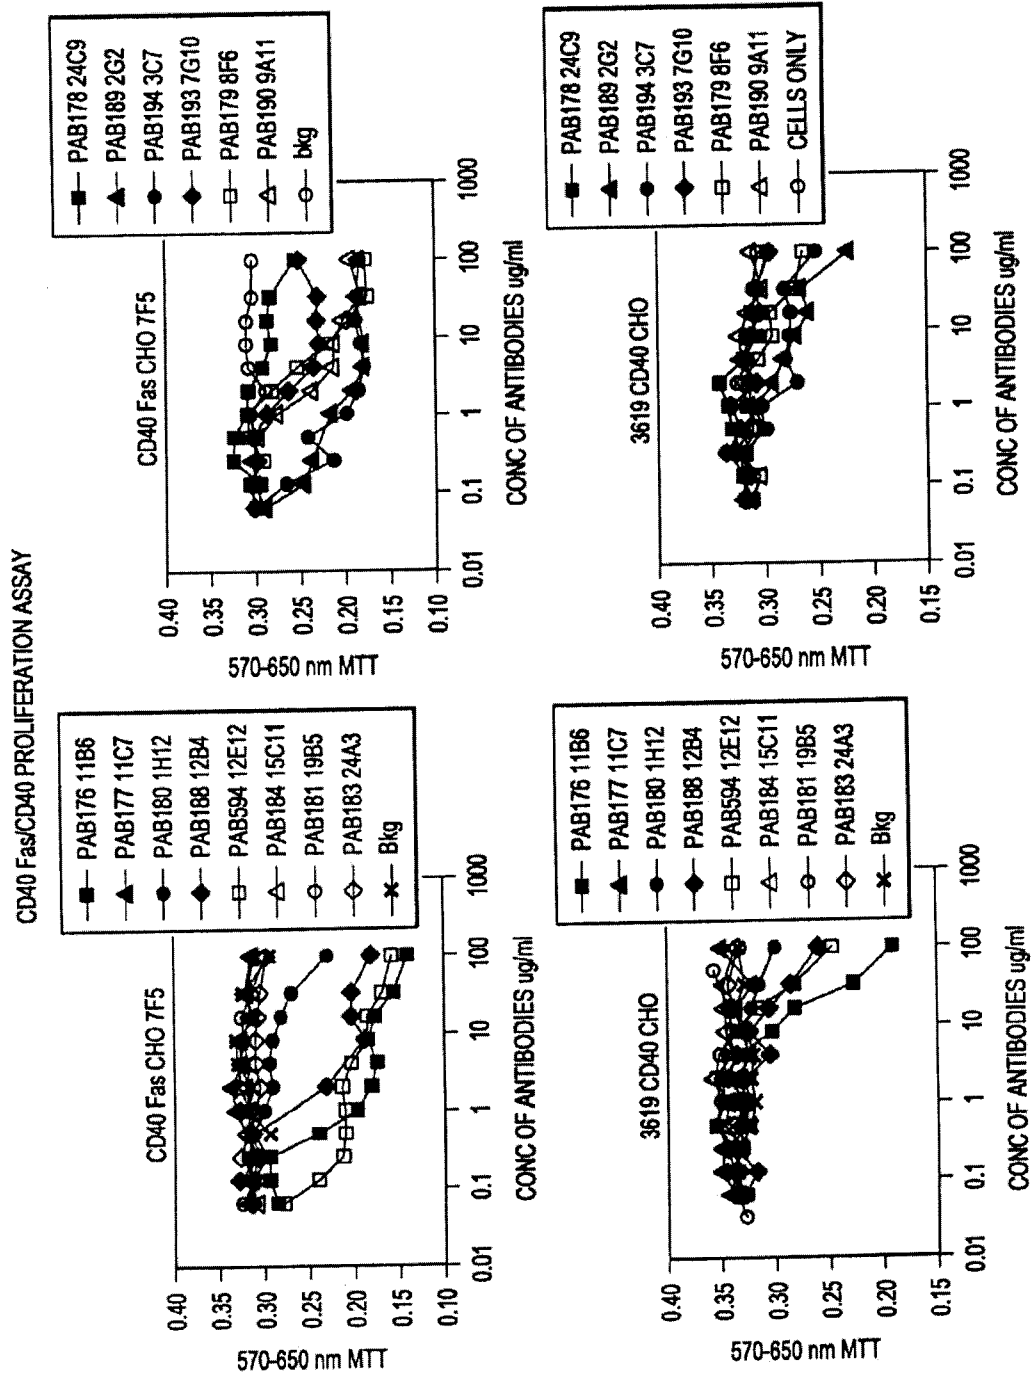 CD40 Fas/CD40 PROLIFERATION ASSAY
CD40 Fas CHO 7F5
570-650 nm MTT
0.40
0.35
0.30
0.25
0.20
0.15
0.10
0.01
0.1
1
10
100
1000
CONC OF ANTIBODIES ug/ml
PAB176 11B6
PAB177 11C7
PAB180 1H12
PAB188 12B4
PAB594 12E12
PAB184 15C11
PAB181 19B5
PAB183 24A3
Bkg
CD40 Fas CHO 7F5
570-650 nm MTT
0.40
0.35
0.30
0.25
0.20
0.15
0.10
0.01
0.1
1
10
100
1000
CONC OF ANTIBODIES ug/ml
PAB178 24C9
PAB189 2G2
PAB194 3C7
PAB193 7G10
PAB179 8F6
PAB190 9A11
bkg
3619 CD40 CHO
570-650 nm MTT
0.40
0.35
0.30
0.25
0.20
0.15
0.01
0.1
1
10
100
1000
CONC OF ANTIBODIES ug/ml
PAB176 11B6
PAB177 11C7
PAB180 1H12
PAB188 12B4
PAB594 12E12
PAB184 15C11
PAB181 19B5
PAB183 24A3
Bkg
3619 CD40 CHO
570-650 nm MTT
0.40
0.35
0.30
0.25
0.20
0.15
0.01
0.1
1
10
100
1000
CONC OF ANTIBODIES ug/ml
PAB178 24C9
PAB189 2G2
PAB194 3C7
PAB193 7G10
PAB179 8F6
PAB190 9A11
CELLS ONLY